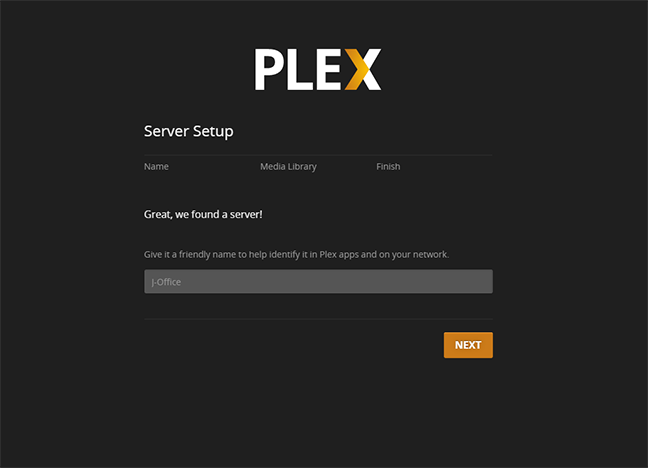 PLEX
Server Setup
Name Media Library Finish
Great, we found a server!
Give it a friendly name to help identify it in Plex apps and on your network.
J-Office
NEXT